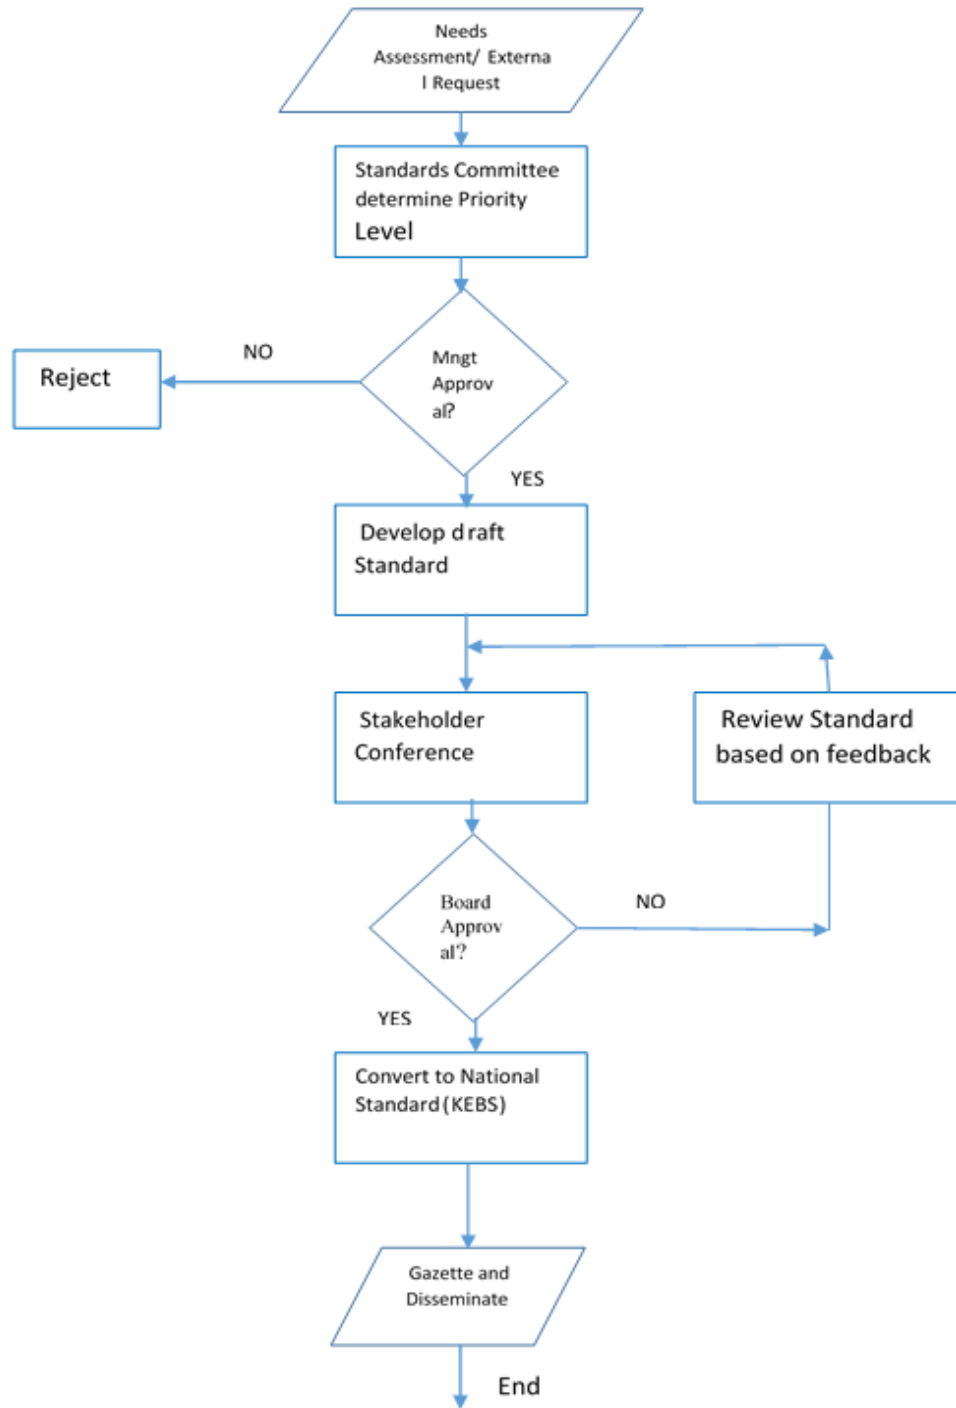 Needs
Assessment/ Externa
l Request
Standards Committee
determine Priority
Level
NO
Mngt
Approv
al?
Reject
YES
Develop draft
Standard
Stakeholder
Conference
Review Standard
based on feedback
Board
Approv
al?
NO
YES
Convert to National
Standard (KEBS)
Gazette and
Disseminate
End